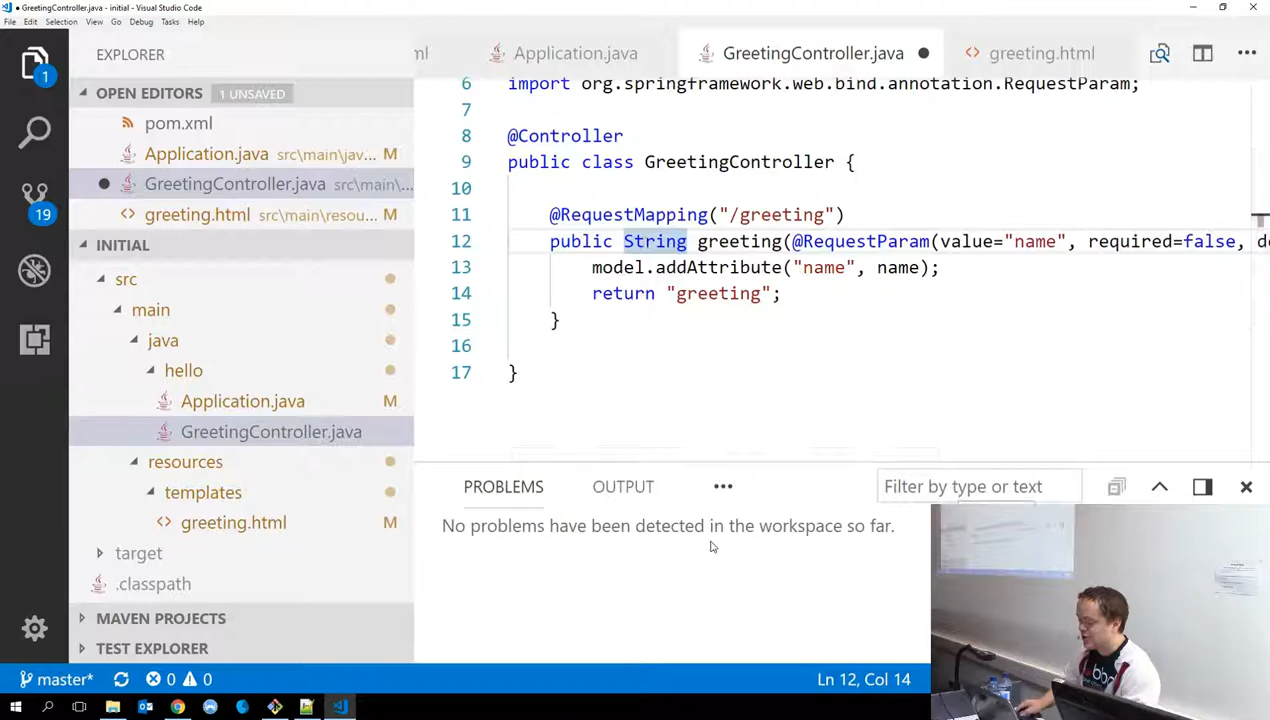 GreetingController.java - initial - Visual Studio Code
File Edit Selection View Go Debug Tasks Help
EXPLORER
ml
Application.java
GreetingController.java
greeting.html
OPEN EDITORS
1 UNSAVED
pom.xml
Application.java src\main\jav... M
GreetingController.java src\main\...
greeting.html src\main\resou... M
INITIAL
src
main
java
hello
Application.java M
GreetingController.java
resources
templates
greeting.html M
target
.classpath
MAVEN PROJECTS
TEST EXPLORER
1
19
6 import org.springframework.web.bind.annotation.RequestParam;
7
8 @Controller
9 public class GreetingController {
10
11 @RequestMapping("/greeting")
12 public String greeting(@RequestParam(value="name", required=false, de
13 model.addAttribute("name", name);
14 return "greeting";
15 }
16
17 }
PROBLEMS OUTPUT ••• Filter by type or text
No problems have been detected in the workspace so far.
master* 0 0 Ln 12, Col 14